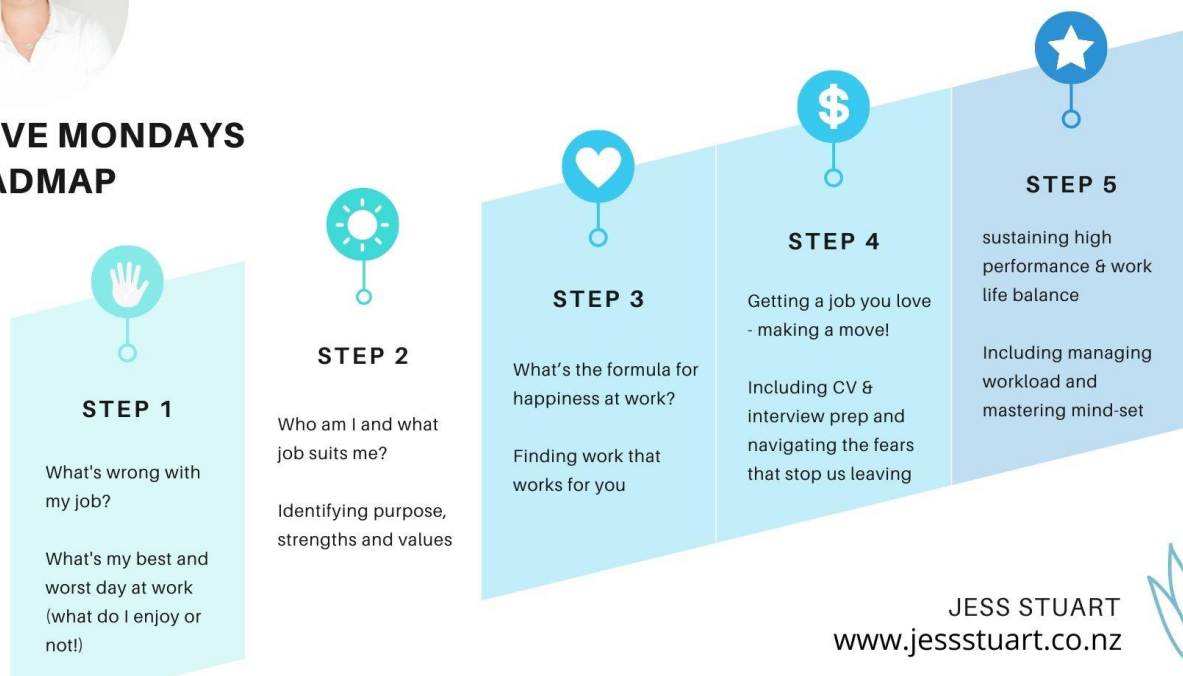 VE MONDAYS
ADMAP
STEP 1
What's wrong with
my job?
What's my best and
worst day at work
(what do I enjoy or
not!)
STEP 2
Who am I and what
job suits me?
Identifying purpose,
strengths and values
STEP 3
What’s the formula for
happiness at work?
Finding work that
works for you
STEP 4
Getting a job you love
- making a move!
Including CV &
interview prep and
navigating the fears
that stop us leaving
STEP 5
sustaining high
performance & work
life balance
Including managing
workload and
mastering mind-set
JESS STUART
www.jessstuart.co.nz